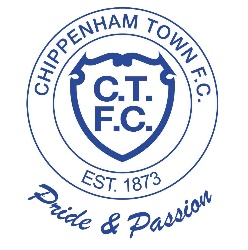 CHIPPENHAM TOWN F.C.
C.T.
F.C.
EST. 1873
Pride & Passion